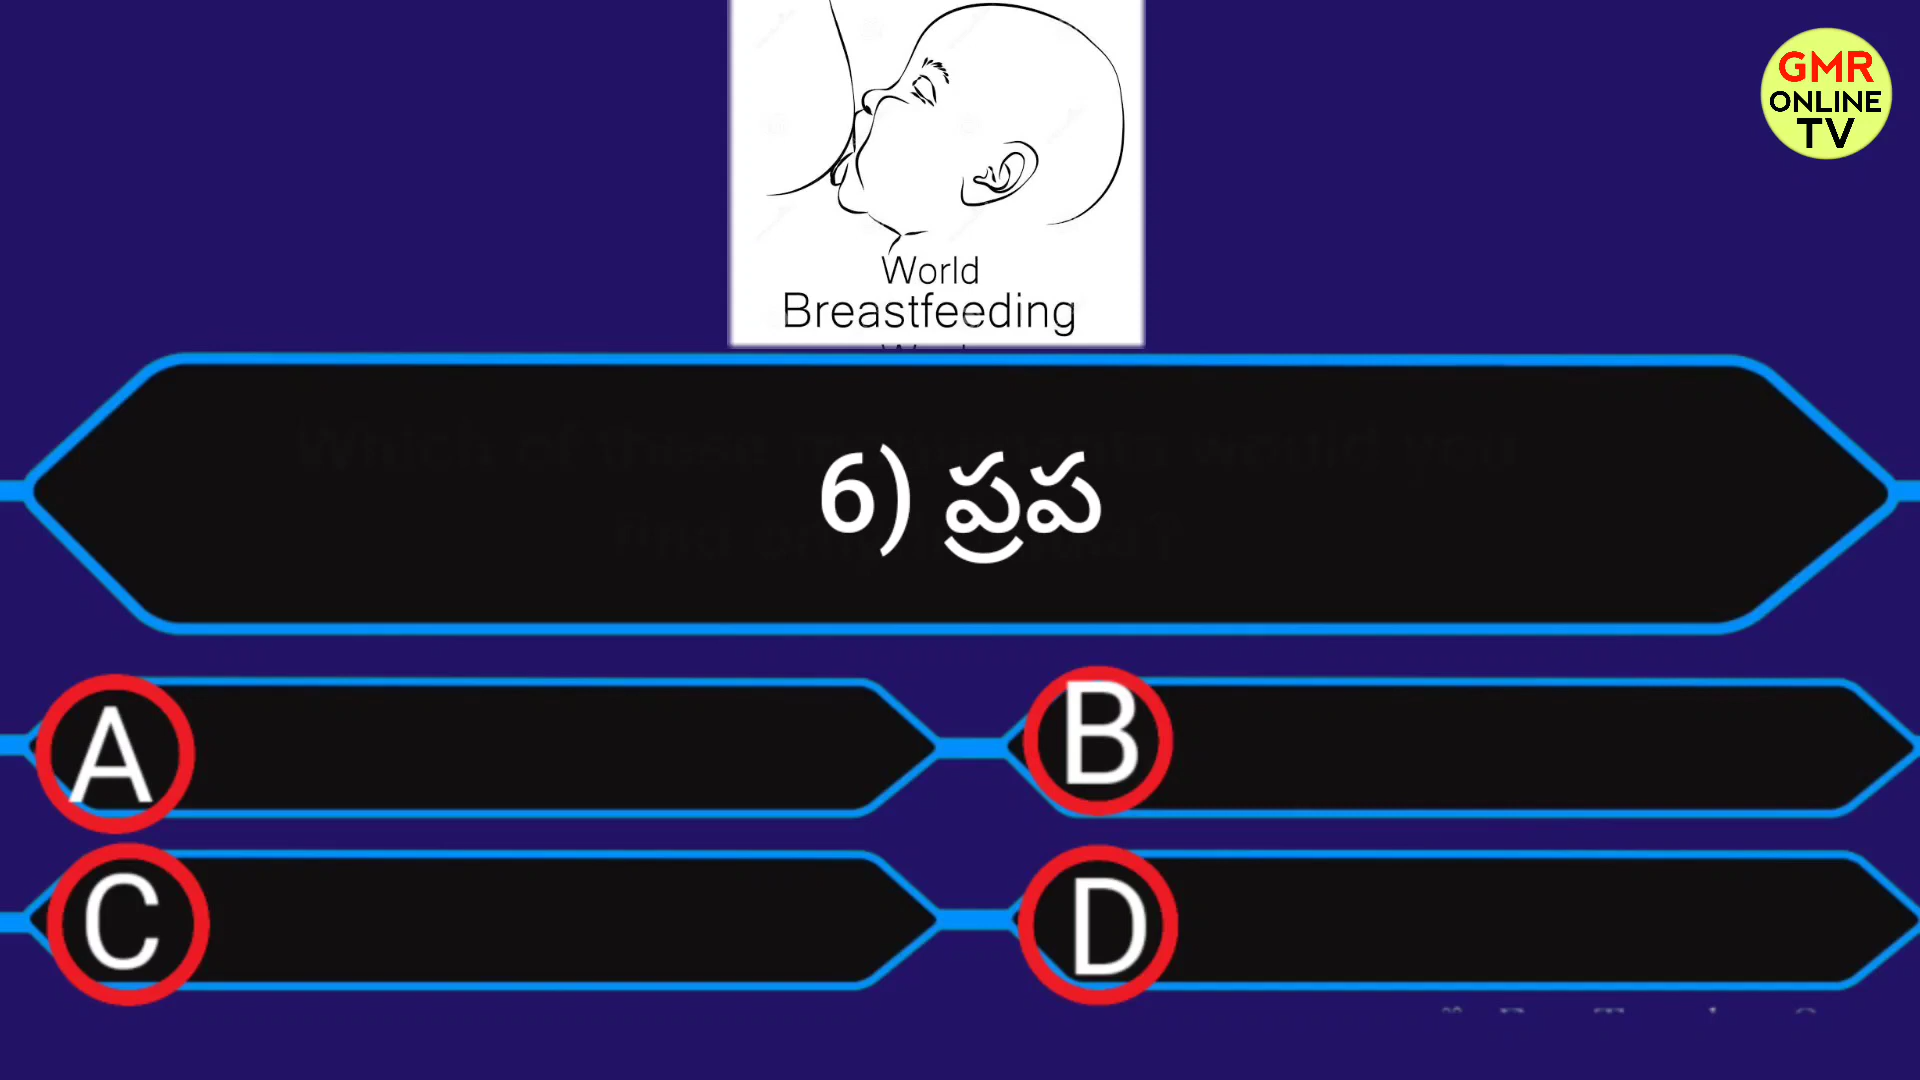 GMR
ONLINE
TV
World
Breastfeeding
6) ప్రప
A
B
C
D